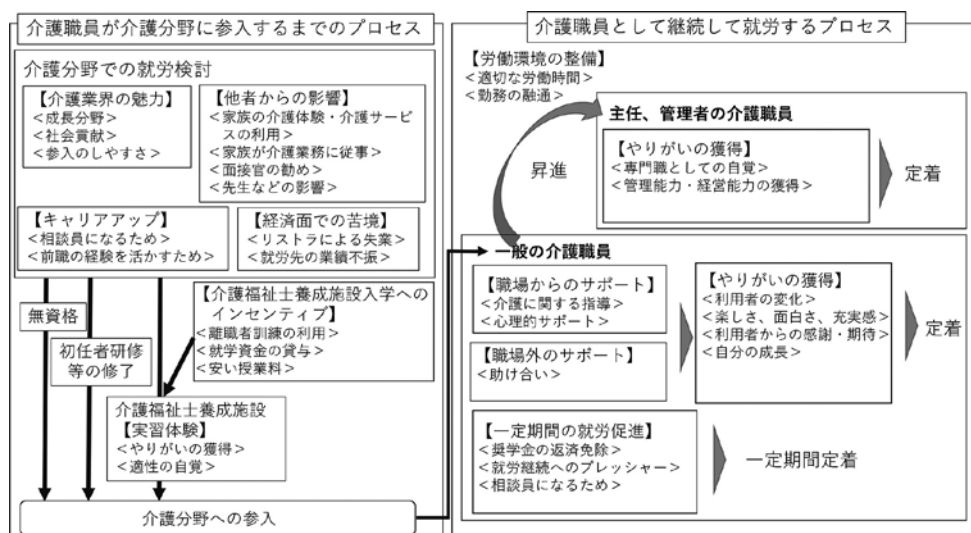 介護職員が介護分野に参入するまでのプロセス
介護分野での就労検討
【介護業界の魅力】
<成長分野>
<社会貢献>
<参入のしやすさ>
【他者からの影響】
<家族の介護体験・介護サービ
スの利用>
<家族が介護業務に従事>
<面接官の勧め>
<先生などの影響>
【キャリアアップ】
<相談員になるため>
<前職の経験を活かすため>
【経済面での苦境】
<リストラによる失業>
<就労先の業績不振>
無資格
初任者研修
等の修了
【介護福祉士養成施設入学への
インセンティブ】
<離職者訓練の利用>
<就学資金の貸与>
<安い授業料>
介護福祉士養成施設
【実習体験】
<やりがいの獲得>
<適性の自覚>
介護分野への参入
介護職員として継続して就労するプロセス
【労働環境の整備】
<適切な労働時間>
<勤務の融通>
昇進
主任、管理者の介護職員
【やりがいの獲得】
<専門職としての自覚>
<管理能力・経営能力の獲得>
定着
一般の介護職員
【職場からのサポート】
<介護に関する指導>
<心理的サポート>
【職場外のサポート】
<助け合い>
【やりがいの獲得】
<利用者の変化>
<楽しさ、面白さ、充実感>
<利用者からの感謝・期待>
<自分の成長>
定着
【一定期間の就労促進】
<奨学金の返済免除>
<就労継続へのプレッシャー>
<相談員になるため>
一定期間定着